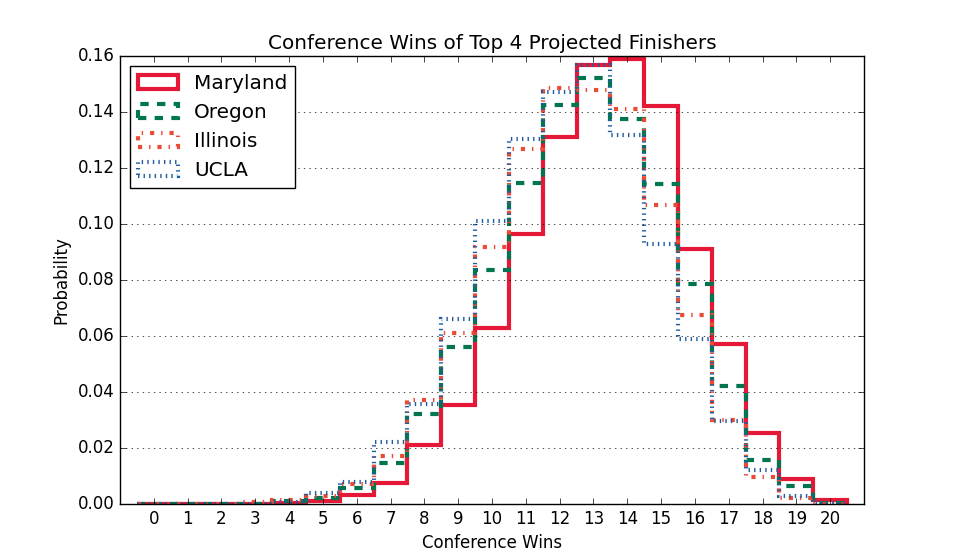 Conference Wins of Top 4 Projected Finishers
Maryland
Oregon
Illinois
UCLA
0.16
0.14
0.12
0.10
0.08
0.06
0.04
0.02
0.00
Probability
0 1 2 3 4 5 6 7 8 9 10 11 12 13 14 15 16 17 18 19 20
Conference Wins